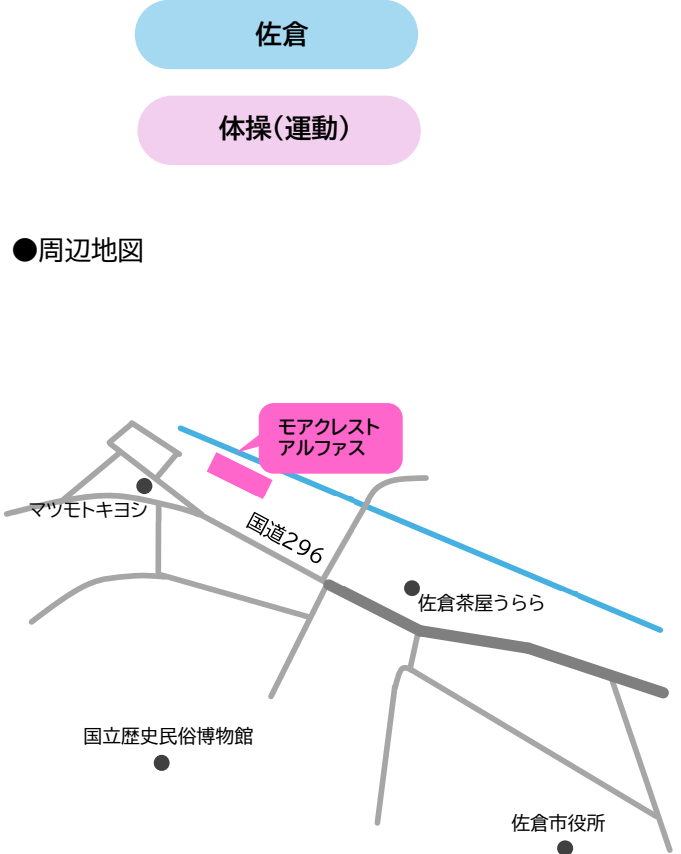 佐倉
体操(運動)
●周辺地図
モアクレスト
アルファス
マツモトキヨシ
国道296
佐倉茶屋うらら
国立歴史民俗博物館
佐倉市役所